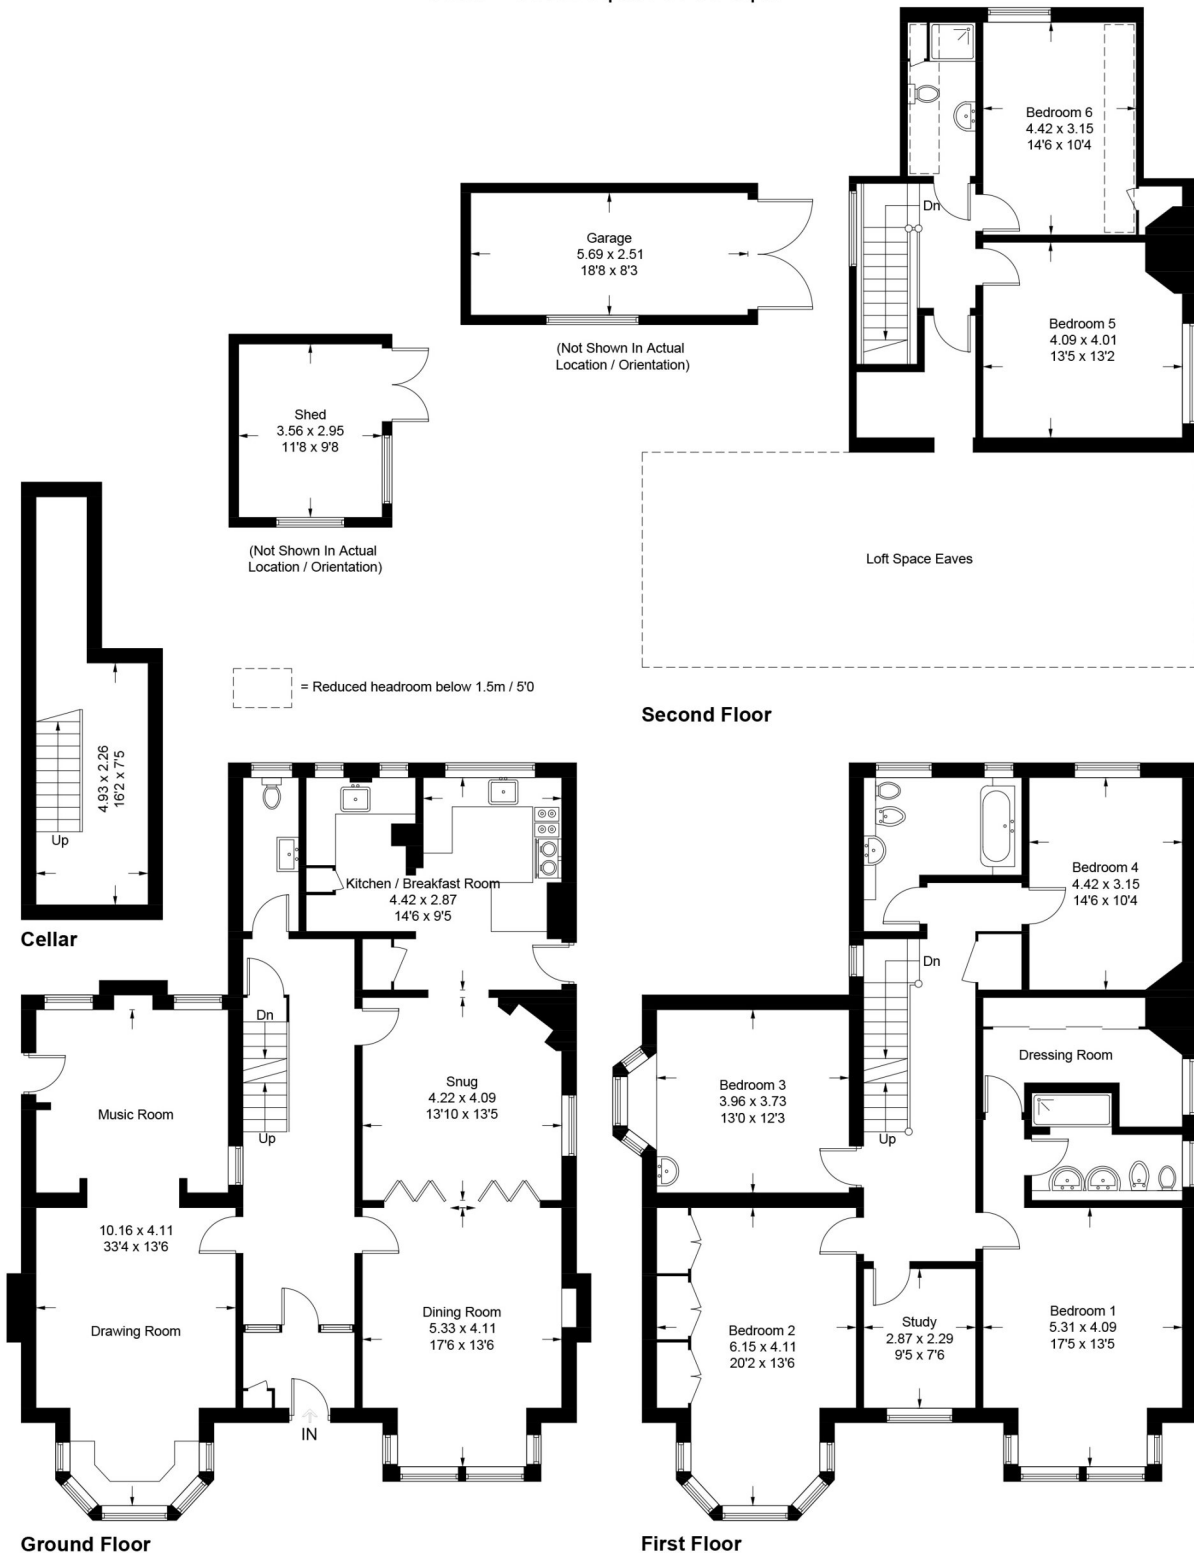 Bedroom 6
4.42 x 3.15
14'6 x 10'4
Dn
Garage
5.69 x 2.51
18'8 x 8'3
(Not Shown In Actual
Location / Orientation)
Bedroom 5
4.09 x 4.01
13'5 x 13'2
Shed
3.56 x 2.95
11'8 x 9'8
(Not Shown In Actual
Location / Orientation)
Loft Space Eaves
= Reduced headroom below 1.5m / 5'0
Second Floor
4.93 x 2.26
16'2 x 7'5
Up
Cellar
Kitchen / Breakfast Room
4.42 x 2.87
14'6 x 9'5
Dn
Up
Music Room
Snug
4.22 x 4.09
13'10 x 13'5
10.16 x 4.11
33'4 x 13'6
Drawing Room
Dining Room
5.33 x 4.11
17'6 x 13'6
IN
Ground Floor
Bedroom 4
4.42 x 3.15
14'6 x 10'4
Dn
Dressing Room
Bedroom 3
3.96 x 3.73
13'0 x 12'3
Up
Bedroom 2
6.15 x 4.11
20'2 x 13'6
Study
2.87 x 2.29
9'5 x 7'6
Bedroom 1
5.31 x 4.09
17'5 x 13'5
First Floor